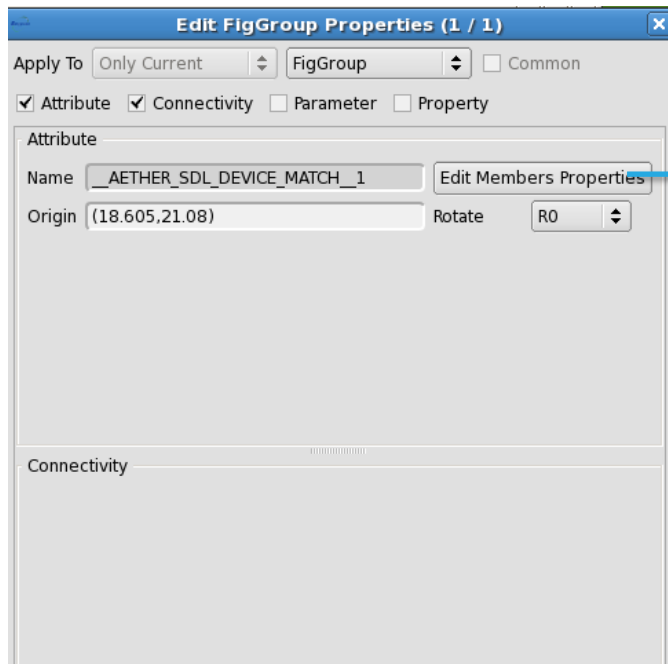 Edit FigGroup Properties (1 / 1)
Apply To Only Current FigGroup Common
Attribute Connectivity Parameter Property
Attribute
Name __AETHER_SDL_DEVICE_MATCH__1 Edit Members Properties
Origin (18.605,21.08) Rotate R0
Connectivity